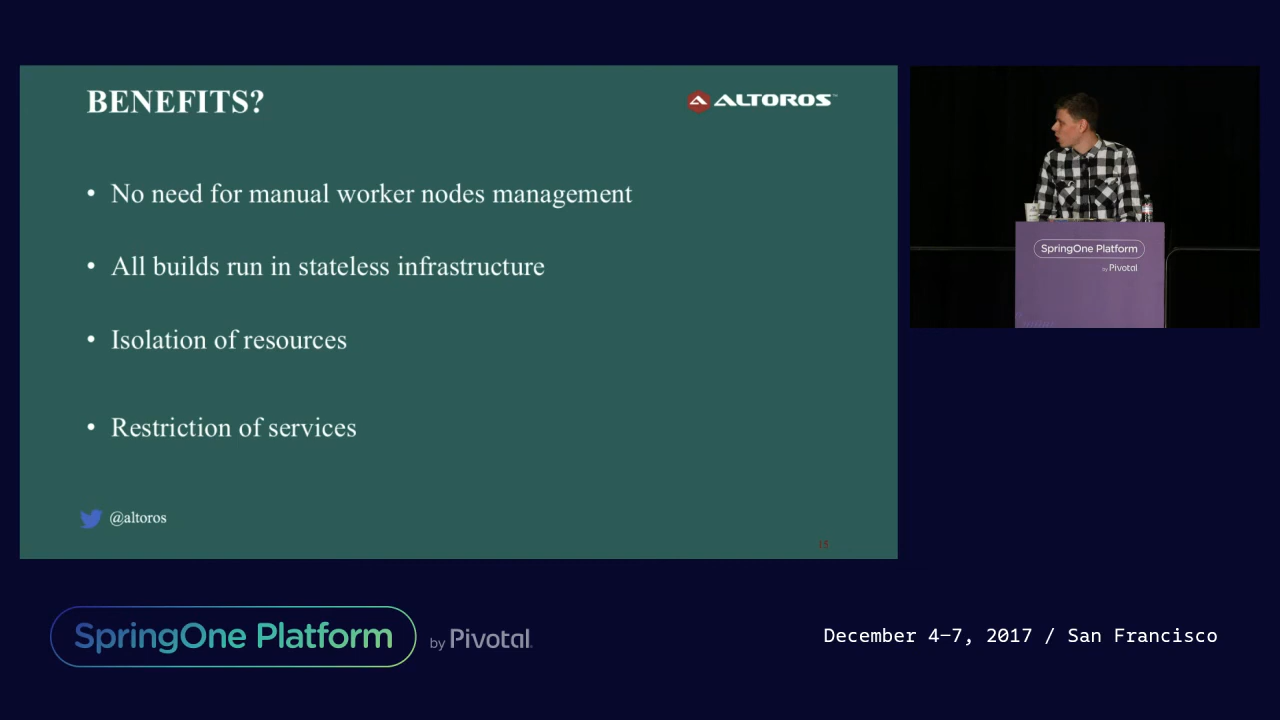 BENEFITS?
ALTOROS
• No need for manual worker nodes management
• All builds run in stateless infrastructure
• Isolation of resources
• Restriction of services
@altoros
15
SpringOne Platform
by Pivotal
SpringOne Platform
by Pivotal.
December 4–7, 2017 / San Francisco